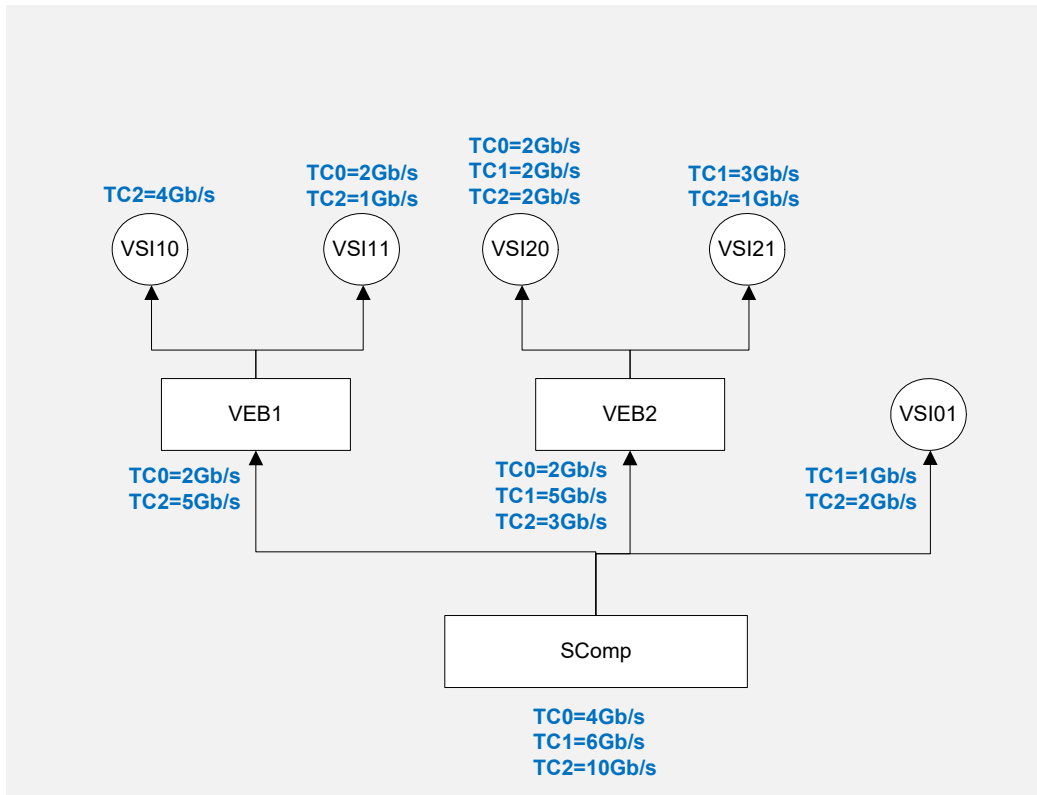 TC2=4Gb/s
TC0=2Gb/s
TC2=1Gb/s
TC0=2Gb/s
TC1=2Gb/s
TC2=2Gb/s
TC1=3Gb/s
TC2=1Gb/s
VSI10
VSI11
VSI20
VSI21
VEB1
VEB2
VSI01
TC0=2Gb/s
TC2=5Gb/s
TC0=2Gb/s
TC1=5Gb/s
TC2=3Gb/s
TC1=1Gb/s
TC2=2Gb/s
SComp
TC0=4Gb/s
TC1=6Gb/s
TC2=10Gb/s